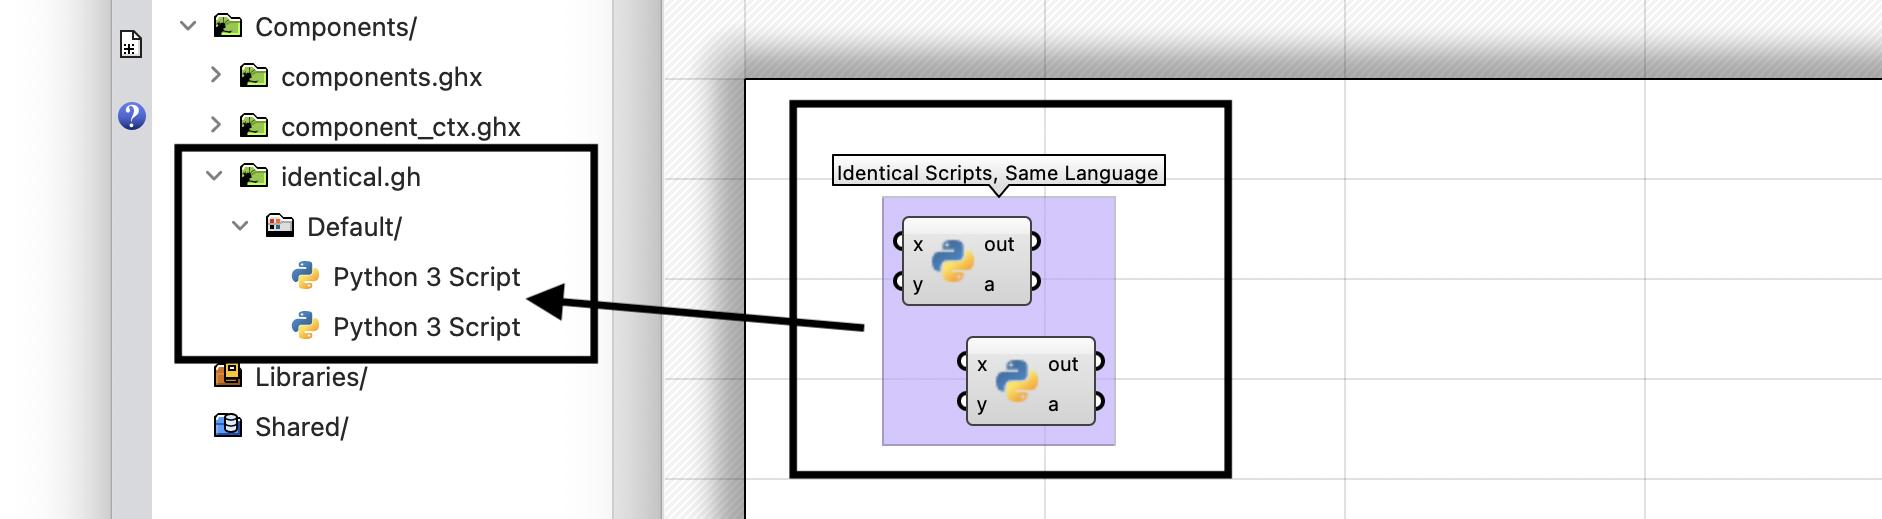 Components/
components.ghx
component_ctx.ghx
identical.gh
Default/
Python 3 Script
Python 3 Script
Libraries/
Shared/
?
Identical Scripts, Same Language
x out
y a
x out
y a